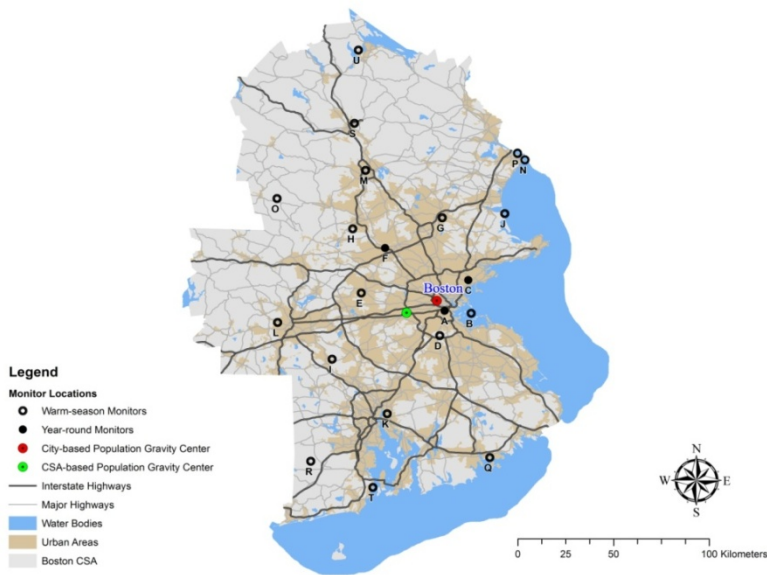 U
S
P
N
M
O
G
J
H
F
C
Boston
E
A
B
L
D
I
K
Q
R
T
Legend
Monitor Locations
Warm-season Monitors
Year-round Monitors
City-based Population Gravity Center
CSA-based Population Gravity Center
Interstate Highways
Major Highways
Water Bodies
Urban Areas
Boston CSA
N
W E
S
0 25 50 100 Kilometers